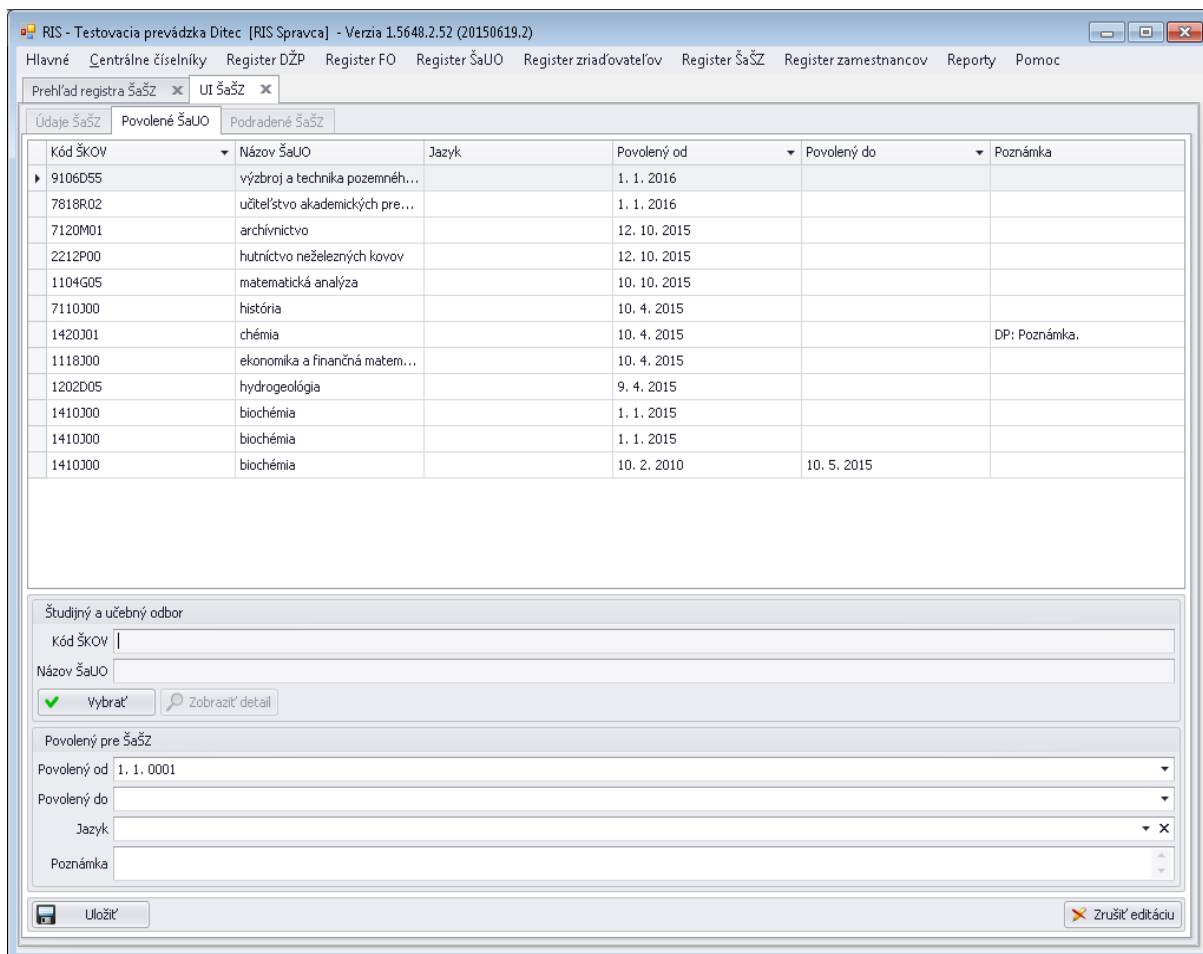 RIS - Testovacia prevádzka Ditec [RIS Spravca] - Verzia 1.5648.2.52 (20150619.2)
Hlavné Centrálne číselníky Register DŽP Register FO Register ŠaUO Register zriaďovateľov Register ŠaŠZ Register zamestnancov Reporty Pomoc
Prehľad registra ŠaŠZ UI ŠaŠZ
Údaje ŠaŠZ Povolené ŠaUO Podradené ŠaŠZ
Kód ŠKOV Názov ŠaUO Jazyk Povolený od Povolený do Poznámka
9106D55 výzbroj a technika pozemnéh... 1. 1. 2016
7818R02 učiteľstvo akademických pre... 1. 1. 2016
7120M01 archívnictvo 12. 10. 2015
2212P00 hutníctvo neželezných kovov 12. 10. 2015
1104G05 matematická analýza 10. 10. 2015
7110J00 história 10. 4. 2015
1420J01 chémia 10. 4. 2015 DP: Poznámka.
1118J00 ekonomika a finančná matem... 10. 4. 2015
1202D05 hydrogeológia 9. 4. 2015
1410J00 biochémia 1. 1. 2015
1410J00 biochémia 1. 1. 2015
1410J00 biochémia 10. 2. 2010 10. 5. 2015
Študijný a učebný odbor
Kód ŠKOV
Názov ŠaUO
Vybrať Zobraziť detail
Povolený pre ŠaŠZ
Povolený od 1. 1. 0001
Povolený do
Jazyk
Poznámka
Uložiť Zrušiť editáciu